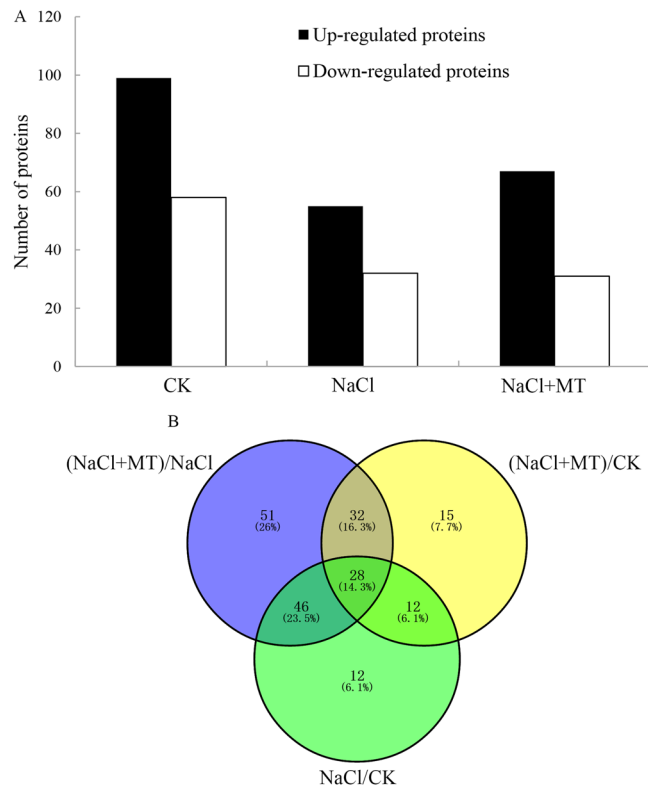 A
120
100
80
60
40
20
0
Number of proteins
Up-regulated proteins
Down-regulated proteins
CK
NaCl
NaCl+MT
B
(NaCl+MT)/NaCl
(NaCl+MT)/CK
51
(26%)
32
(16.3%)
15
(7.7%)
28
(14.3%)
46
(23.5%)
12
(6.1%)
12
(6.1%)
NaCl/CK